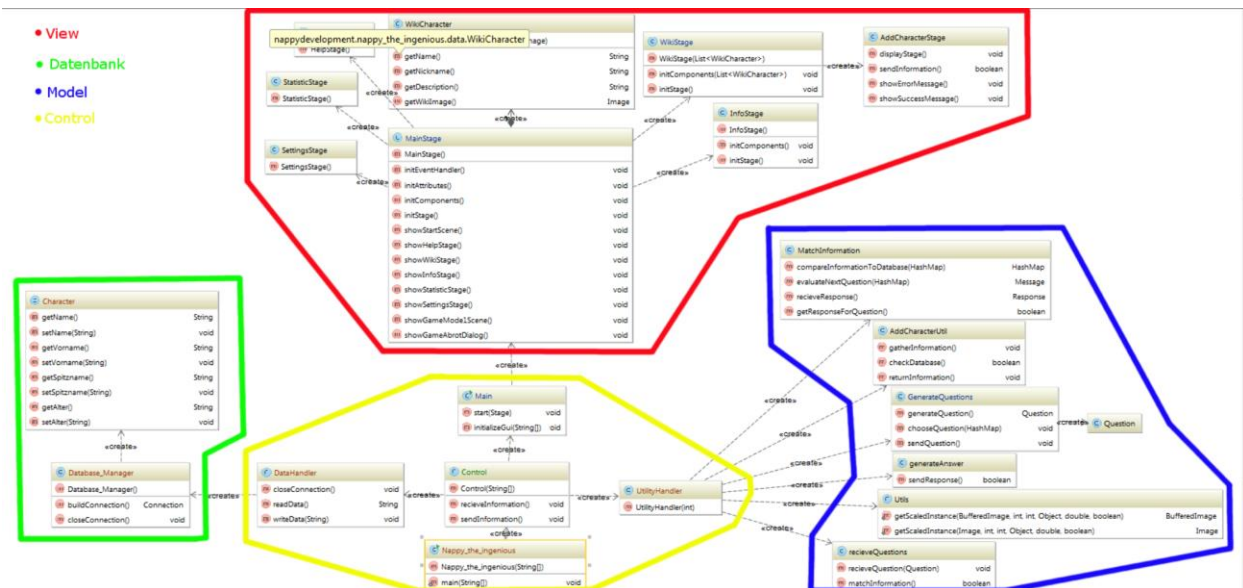 View
Datenbank
Model
Control
WikiCharacter
nappydevelopment.nappy_the_ingenious.data.WikiCharacter
HelpStage()
getName() String
getNickname() String
getDescription() String
getWikiImage() Image
StatisticStage
StatisticStage()
SettingsStage
SettingsStage()
«create»
«create»
«create»
«create»
MainStage
MainStage()
initEventHandler() void
initAttributes() void
initComponents() void
initStage() void
showStartScene() void
showHelpStage() void
showWikiStage() void
showInfoStage() void
showStatisticStage() void
showSettingsStage() void
showGameMode1Scene() void
showGameAbrotDialog() void
«create»
«create»
WikiStage
WikiStage(List<WikiCharacter>)
initComponents(List<WikiCharacter>) void
initStage() void
«create»
AddCharacterStage
displayStage() void
sendInformation() boolean
showErrorMessage() void
showSuccessMessage() void
InfoStage
InfoStage()
initComponents() void
initStage() void
Character
getName() String
setName(String) void
getVorname() String
setVorname(String) void
getSpitzname() String
setSpitzname(String) void
getAlter() String
setAlter(String) void
«create»
Database_Manager
Database_Manager()
buildConnection() Connection
closeConnection() void
«create»
DataHandler
closeConnection() void
readData() String
writeData(String) void
«create»
«create»
Main
start(Stage) void
initializeGui(String[]) oid
«create»
Control
Control(String[])
recieveInformation() void
sendInformation() void
«create»
«create»
Nappy_the_ingenious
Nappy_the_ingenious(String[])
main(String[]) void
UtilityHandler
UtilityHandler(int)
«create»
«create»
«create»
«create»
«create»
«create»
MatchInformation
compareInformationToDatabase(HashMap) HashMap
evaluateNextQuestion(HashMap) Message
recieveResponse() Response
getResponseForQuestion() boolean
AddCharacterUtil
gatherInformation() void
checkDatabase() boolean
returnInformation() void
GenerateQuestions
generateQuestion() Question
chooseQuestion(HashMap) void
sendQuestion() void
«create»
Question
generateAnswer
sendResponse() boolean
Utils
getScaledInstance(BufferedImage, int, int, Object, double, boolean) BufferedImage
getScaledInstance(Image, int, int, Object, double, boolean) Image
recieveQuestions
recieveQuestion(Question) void
matchInformation() boolean